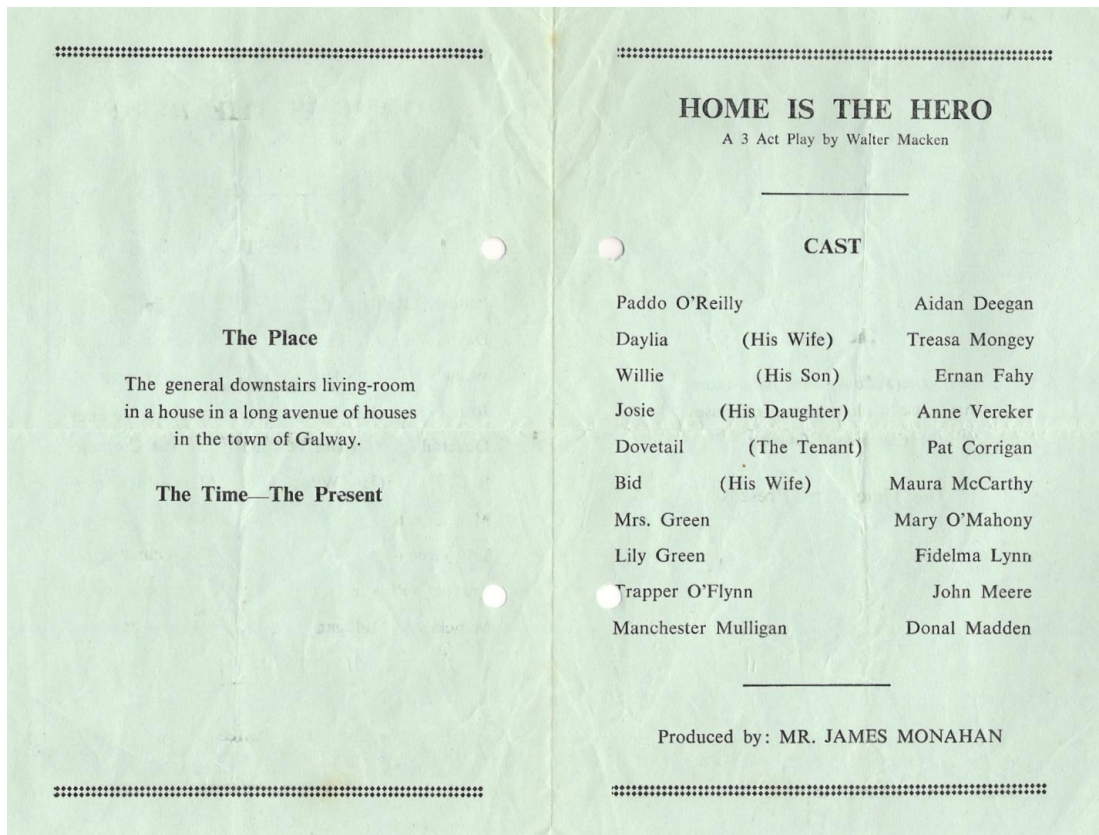 The Place
The general downstairs living-room
in a house in a long avenue of houses
in the town of Galway.
The Time—The Present
HOME IS THE HERO
A 3 Act Play by Walter Macken
CAST
Paddo O'Reilly Aidan Deegan
Daylia (His Wife) Treasa Mongey
Willie (His Son) Ernan Fahy
Josie (His Daughter) Anne Vereker
Dovetail (The Tenant) Pat Corrigan
Bid (His Wife) Maura McCarthy
Mrs. Green Mary O'Mahony
Lily Green Fidelma Lynn
Trapper O'Flynn John Meere
Manchester Mulligan Donal Madden
Produced by: MR. JAMES MONAHAN